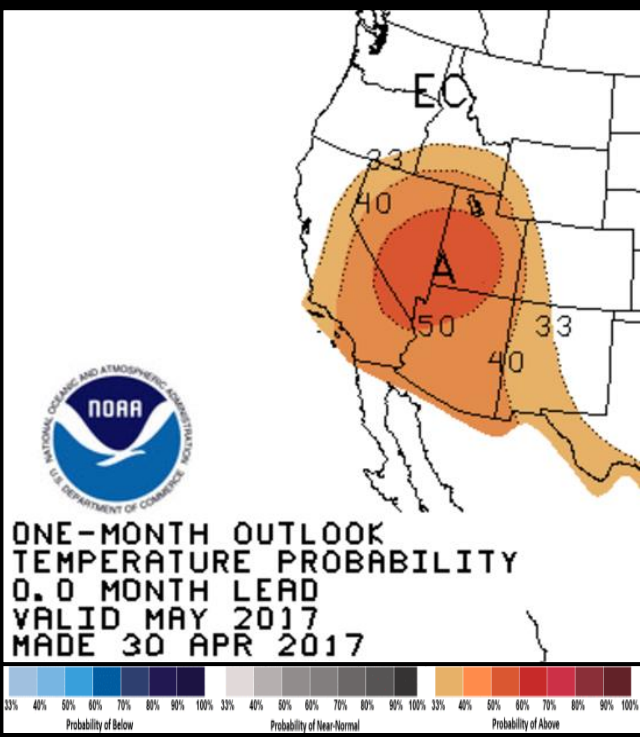 EC
33
40
A
50
33
40
NATIONAL OCEANIC AND ATMOSPHERIC ADMINISTRATION
NOAA
U.S. DEPARTMENT OF COMMERCE
ONE-MONTH OUTLOOK
TEMPERATURE PROBABILITY
0.0 MONTH LEAD
VALID MAY 2017
MADE 30 APR 2017
33% 40% 50% 60% 70% 80% 90% 100% 33% 40% 50% 60% 70% 80% 90% 100% 33% 40% 50% 60% 70% 80% 90% 100%
Probability of Below Probability of Near-Normal Probability of Above